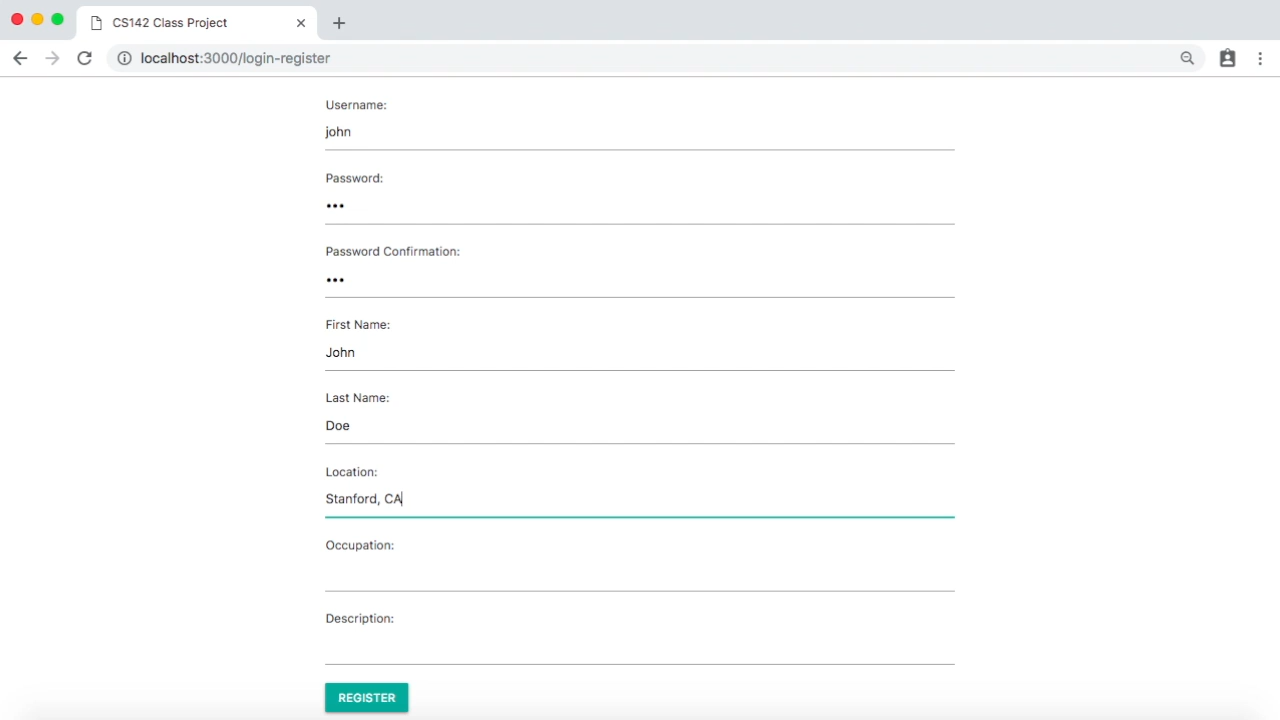 CS142 Class Project
localhost:3000/login-register
Username:
john
Password:
•••
Password Confirmation:
•••
First Name:
John
Last Name:
Doe
Location:
Stanford, CA
Occupation:
Description:
REGISTER